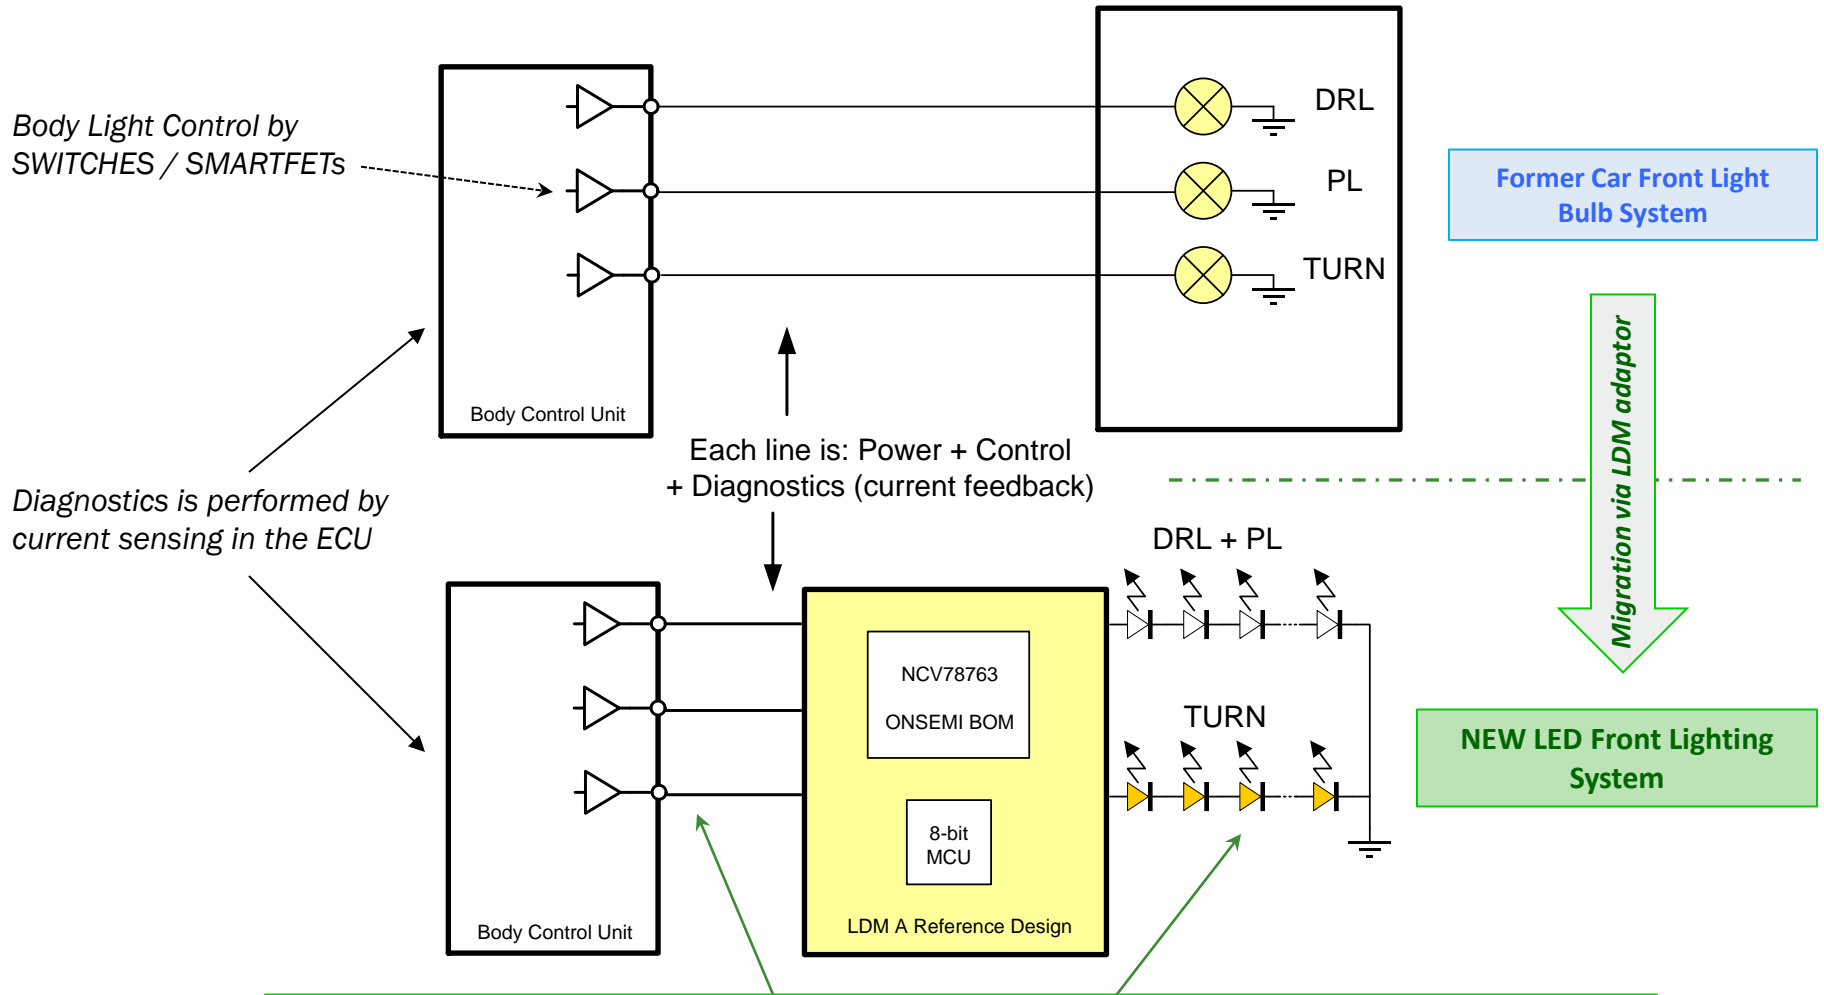 Body Light Control by
SWITCHES / SMARTFETs
DRL
PL
TURN
Body Control Unit
Former Car Front Light
Bulb System
Migration via LDM adaptor
Each line is: Power + Control
+ Diagnostics (current feedback)
Diagnostics is performed by
current sensing in the ECU
DRL + PL
TURN
NCV78763
ONSEMI BOM
8-bit
MCU
LDM A Reference Design
Body Control Unit
NEW LED Front Lighting
System